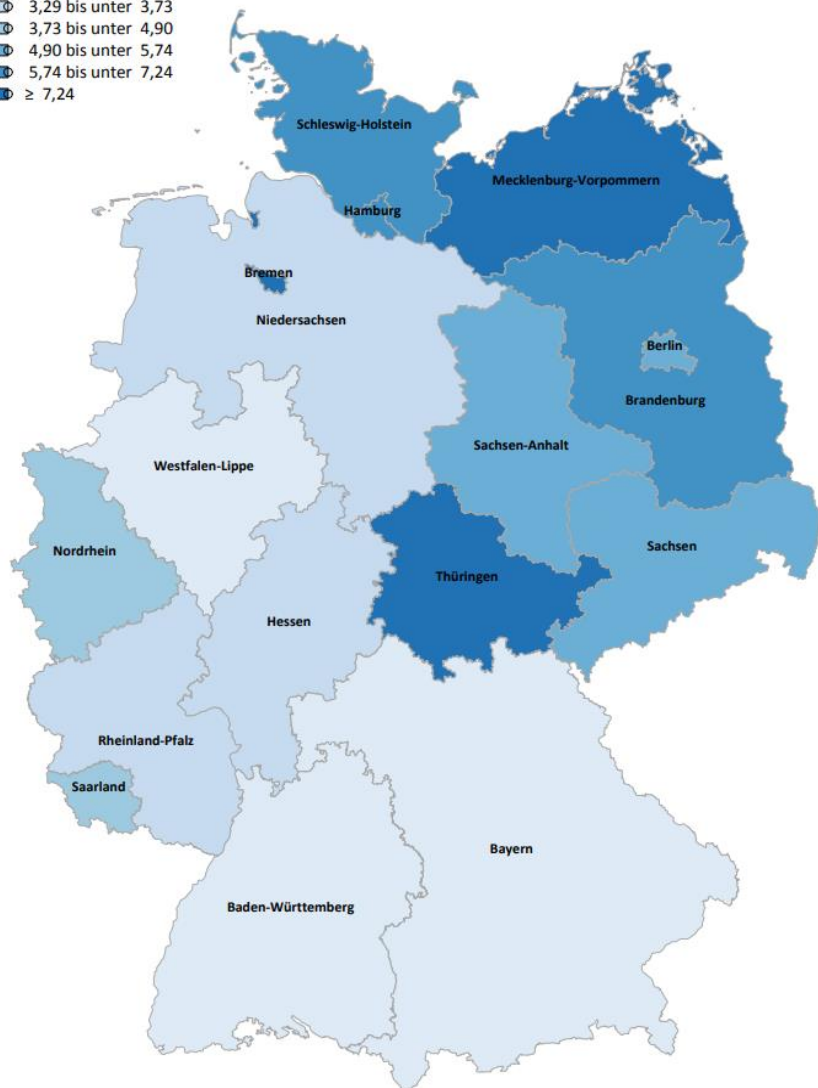 3,29 bis unter 3,73
3,73 bis unter 4,90
4,90 bis unter 5,74
5,74 bis unter 7,24
≥ 7,24
Schleswig-Holstein
Mecklenburg-Vorpommern
Hamburg
Bremen
Niedersachsen
Berlin
Brandenburg
Sachsen-Anhalt
Westfalen-Lippe
Nordrhein
Sachsen
Thüringen
Hessen
Rheinland-Pfalz
Saarland
Bayern
Baden-Württemberg